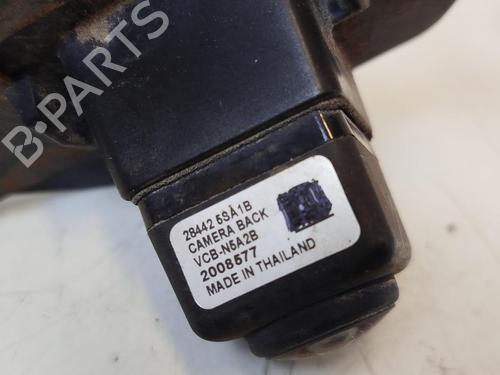 B-PARTS
28442 5SA1B
CAMERA BACK
VCB-N5A2B
2008577
MADE IN THAILAND